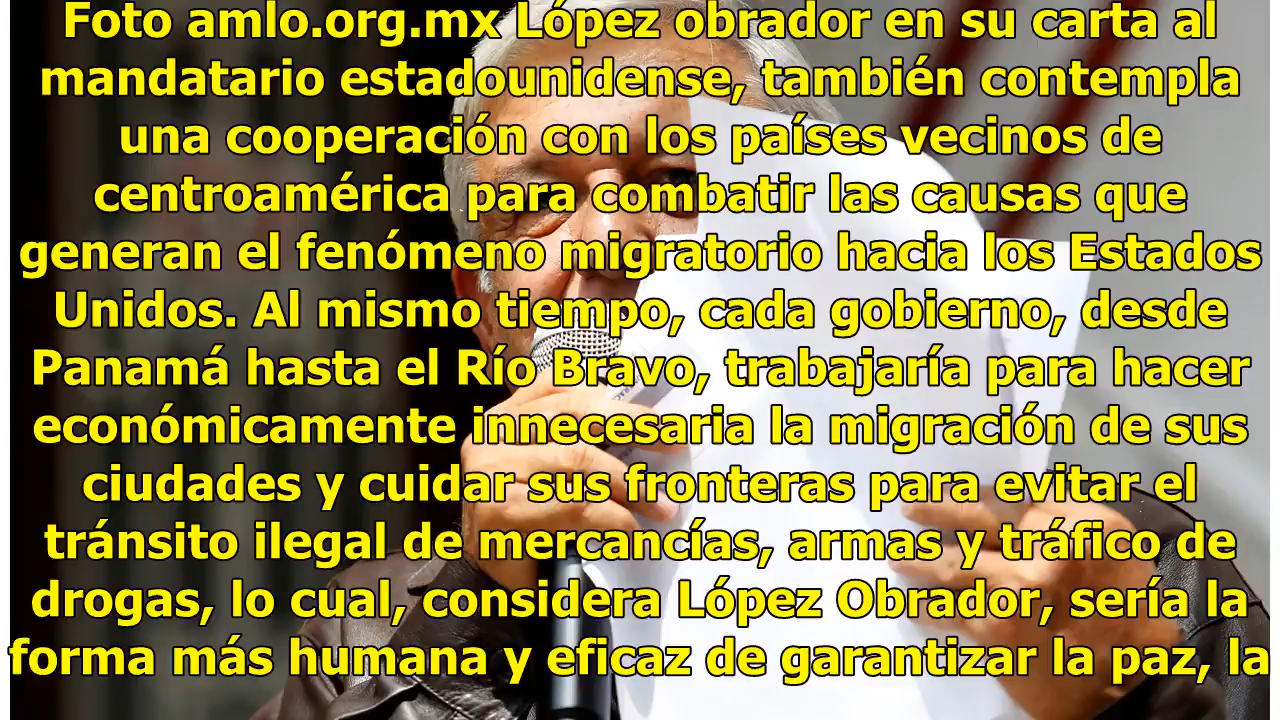 Foto amlo.org.mx López obrador en su carta al
mandatario estadounidense, también contempla
una cooperación con los países vecinos de
centroamérica para combatir las causas que
generan el fenómeno migratorio hacia los Estados
Unidos. Al mismo tiempo, cada gobierno, desde
Panamá hasta el Río Bravo, trabajaría para hacer
económicamente innecesaria la migración de sus
ciudades y cuidar sus fronteras para evitar el
tránsito ilegal de mercancías, armas y tráfico de
drogas, lo cual, considera López Obrador, sería la
forma más humana y eficaz de garantizar la paz, la